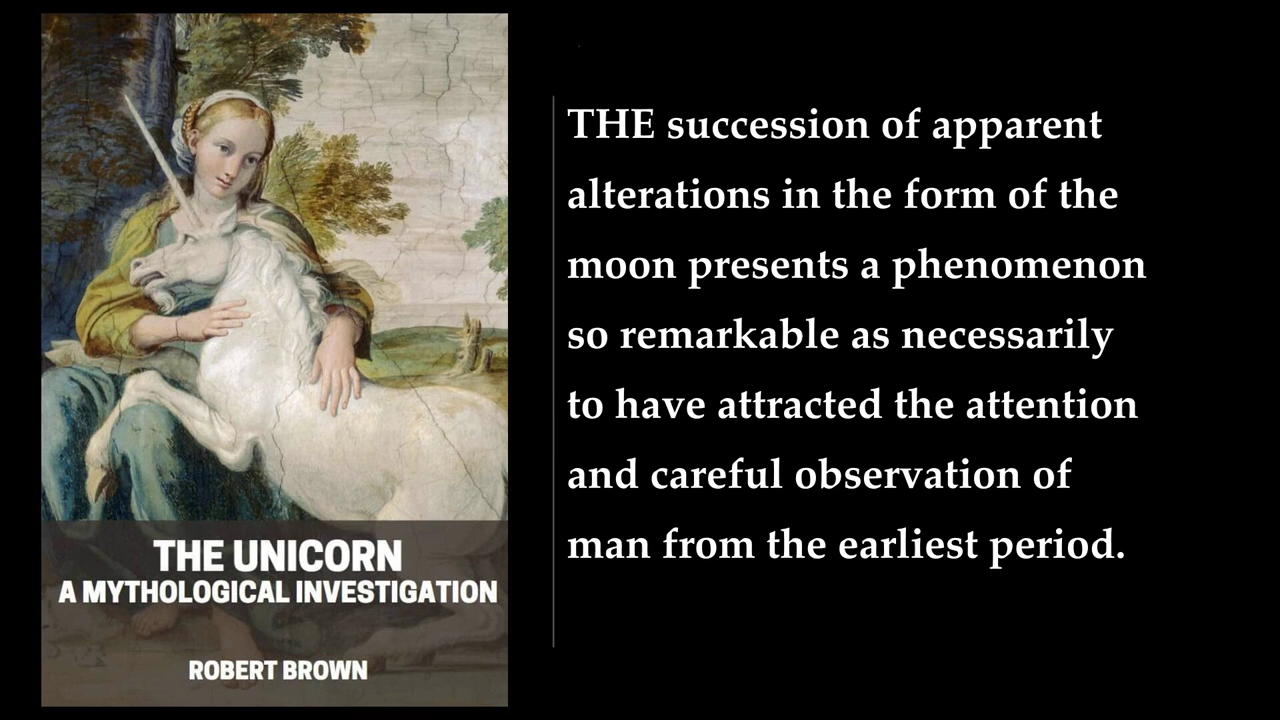 THE UNICORN
A MYTHOLOGICAL INVESTIGATION
ROBERT BROWN
THE succession of apparent
alterations in the form of the
moon presents a phenomenon
so remarkable as necessarily
to have attracted the attention
and careful observation of
man from the earliest period.